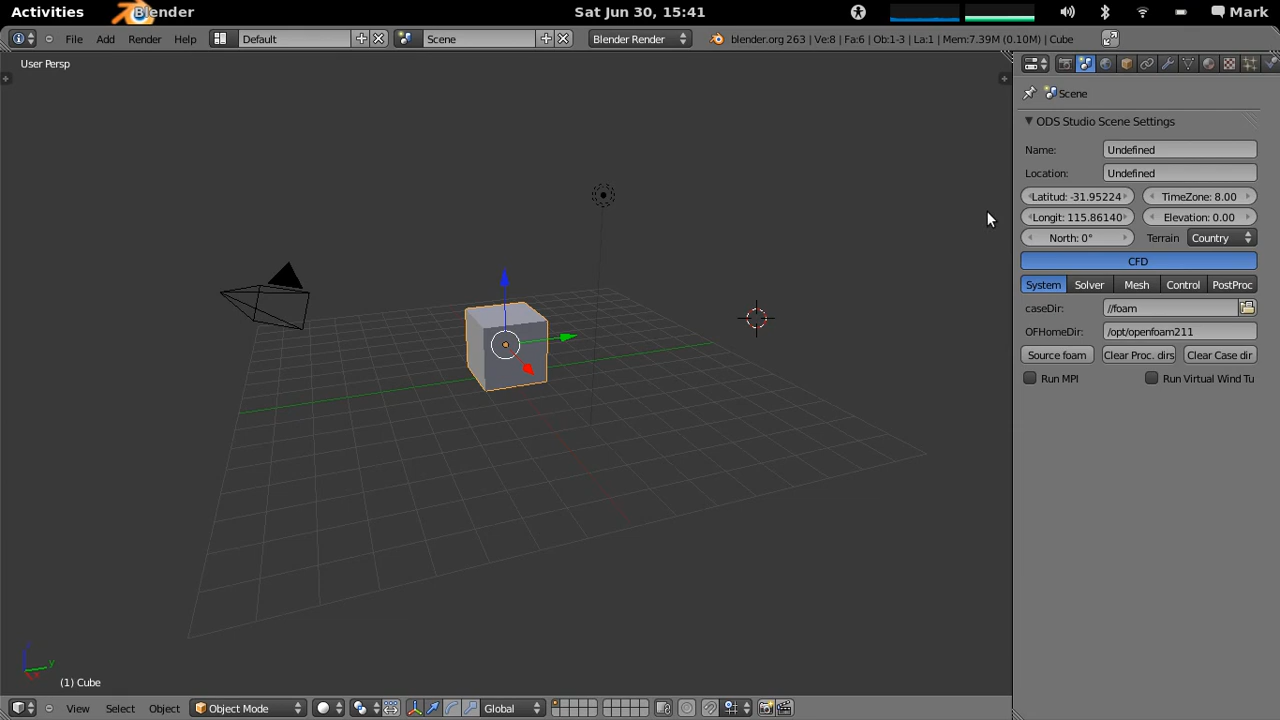 Activities Blender Sat Jun 30, 15:41 Mark
File Add Render Help Default Scene Blender Render blender.org 263 | Ve:8 | Fa:6 | Ob:1-3 | La:1 | Mem:7.39M (0.10M) | Cube
User Persp
Scene
ODS Studio Scene Settings
Name: Undefined
Location: Undefined
Latitud: -31.95224 TimeZone: 8.00
Longit: 115.86140 Elevation: 0.00
North: 0° Terrain Country
CFD
System Solver Mesh Control PostProc
caseDir: //foam
OFHomeDir: /opt/openfoam211
Source foam Clear Proc. dirs Clear Case dir
Run MPI Run Virtual Wind Tu
y
x
(1) Cube
View Select Object Object Mode Global